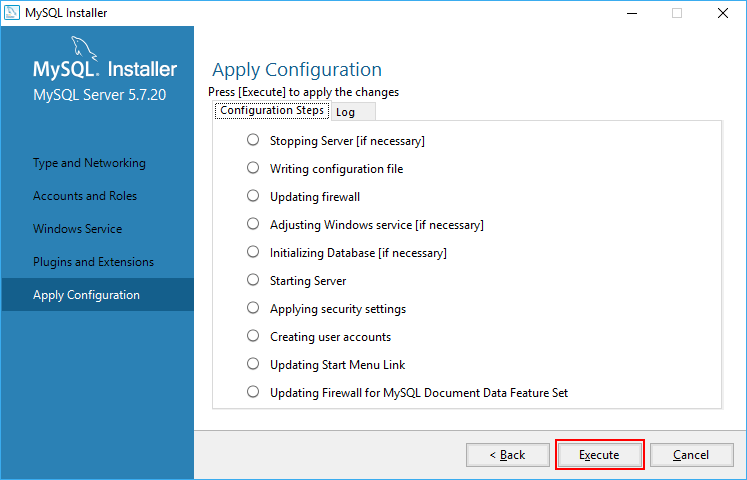 MySQL Installer
MySQL. Installer
MySQL Server 5.7.20
Type and Networking
Accounts and Roles
Windows Service
Plugins and Extensions
Apply Configuration
Apply Configuration
Press [Execute] to apply the changes
Configuration Steps Log
Stopping Server [if necessary]
Writing configuration file
Updating firewall
Adjusting Windows service [if necessary]
Initializing Database [if necessary]
Starting Server
Applying security settings
Creating user accounts
Updating Start Menu Link
Updating Firewall for MySQL Document Data Feature Set
< Back Execute Cancel